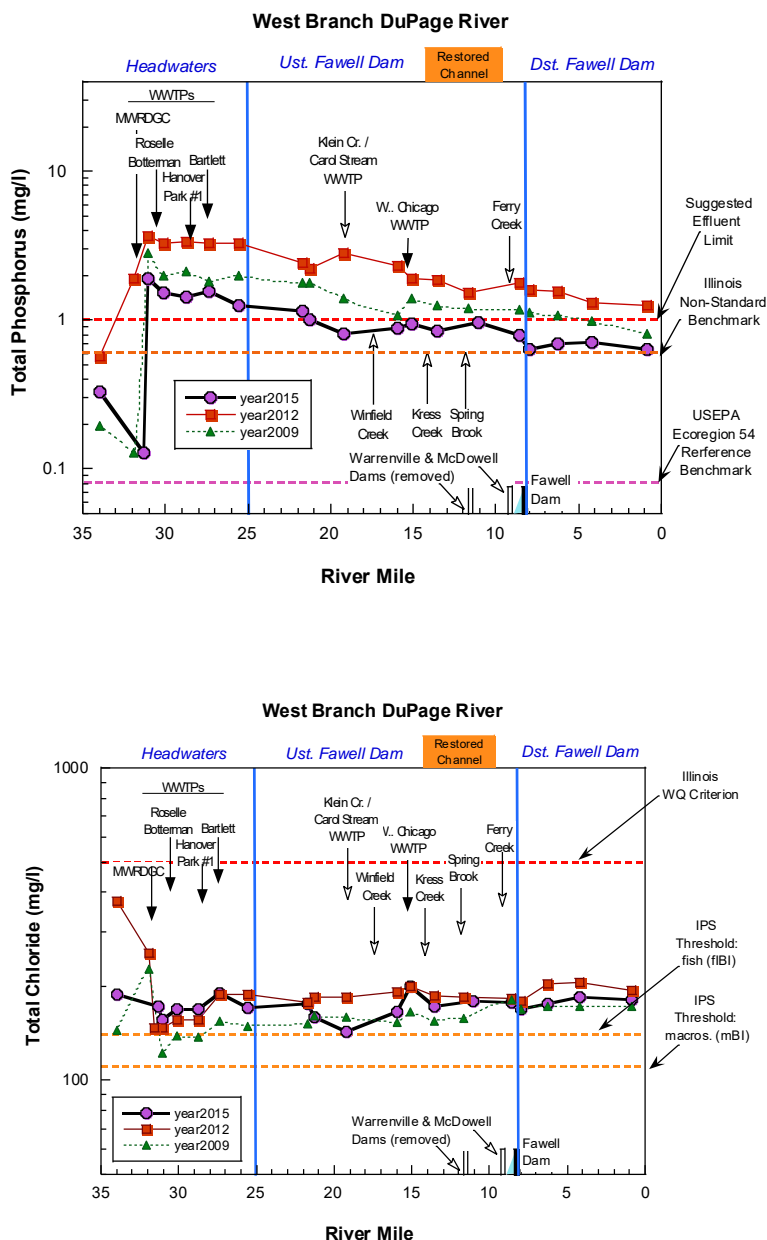 West Branch DuPage River
Headwaters
Ust. Fawell Dam
Restored
Channel
Dst. Fawell Dam
WWTPs
MWRDGC
Roselle
Botterman
Hanover
Park #1
Bartlett
Klein Cr. /
Carol Stream
WWTP
W.. Chicago
WWTP
Ferry
Creek
Suggested
Effluent
Limit
Illinois
Non-Standard
Benchmark
USEPA
Ecoregion 54
Rerference
Benchmark
Total Phosphorus (mg/l)
10
1
0.1
year2015
year2012
year2009
Winfield
Creek
Kress
Creek
Spring
Brook
Warrenville & McDowell
Dams (removed)
Fawell
Dam
35 30 25 20 15 10 5 0
River Mile
West Branch DuPage River
Headwaters
Ust. Fawell Dam
Restored
Channel
Dst. Fawell Dam
WWTPs
MWRDGC
Roselle
Botterman
Hanover
Park #1
Bartlett
Klein Cr. /
Carol Stream
WWTP
Winfield
Creek
W.. Chicago
WWTP
Kress
Creek
Spring
Brook
Ferry
Creek
Illinois
WQ Criterion
IPS
Threshold:
fish (fIBI)
IPS
Threshold:
macros. (mBI)
Total Chloride (mg/l)
1000
100
year2015
year2012
year2009
Warrenville & McDowell
Dams (removed)
Fawell
Dam
35 30 25 20 15 10 5 0
River Mile